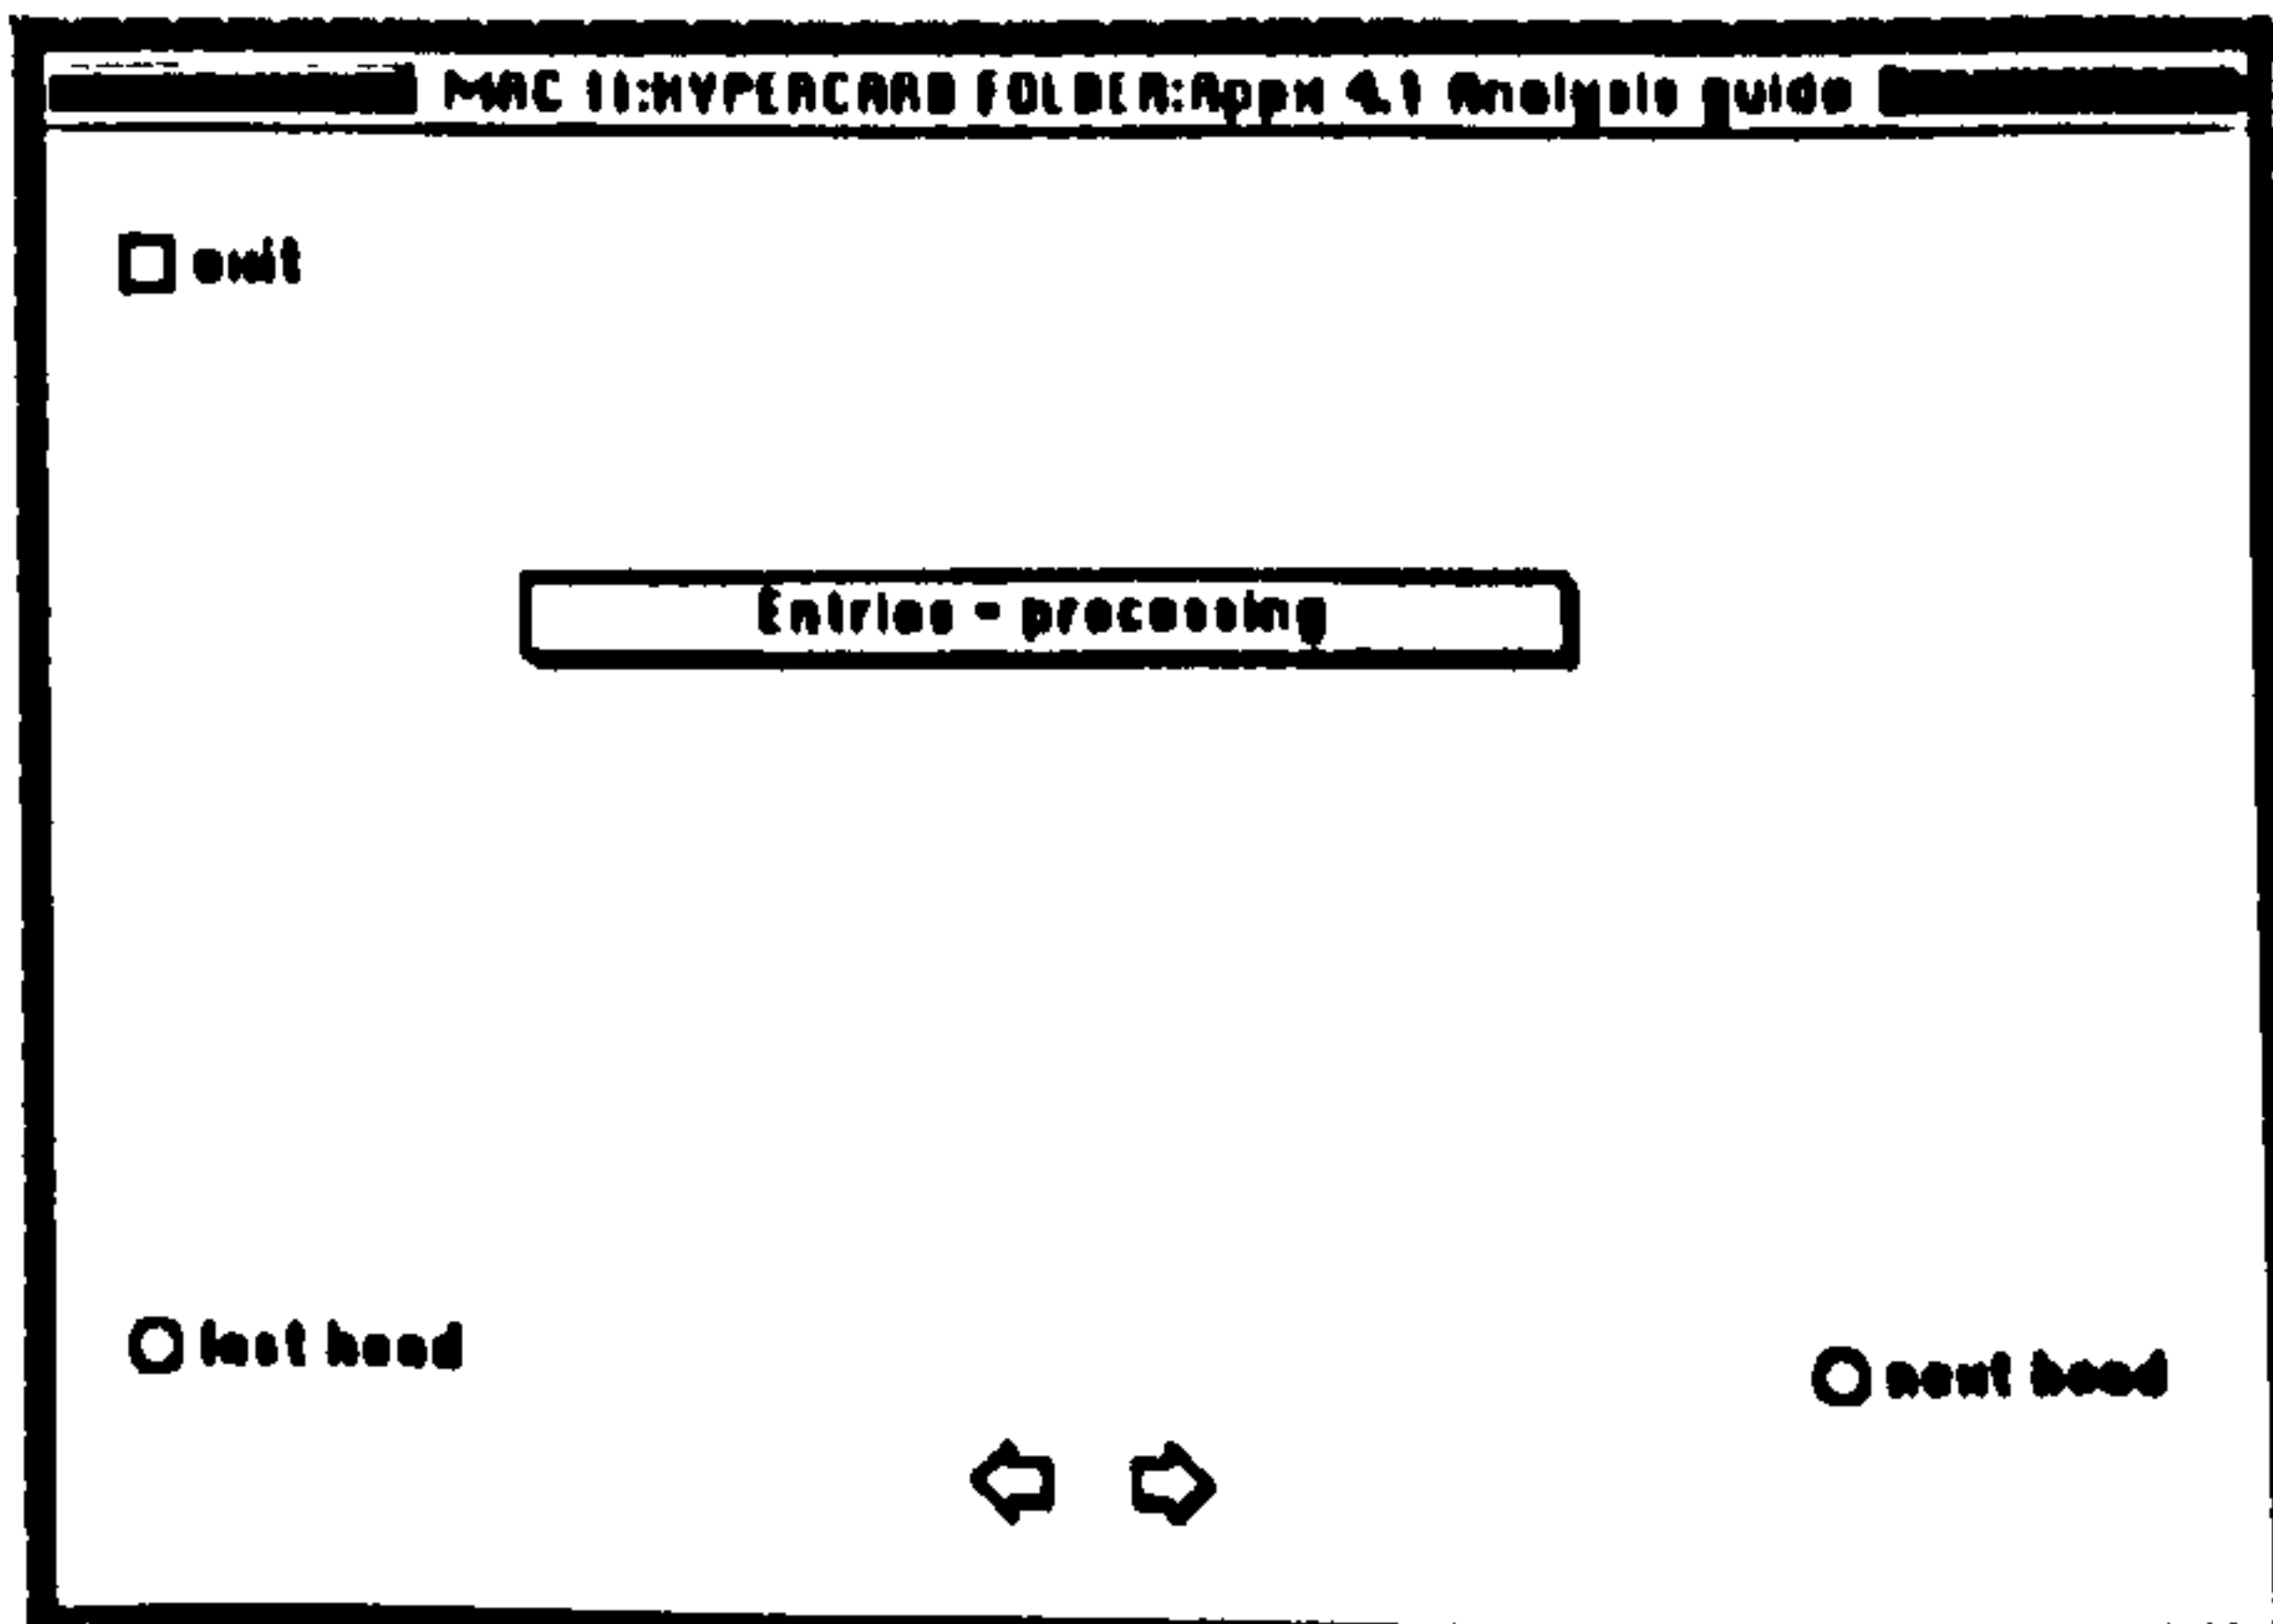 MAC II:HYPERCARD FOLDER:Appx 4.1 Analysis guide
exit
Entries - processing
last head
next head